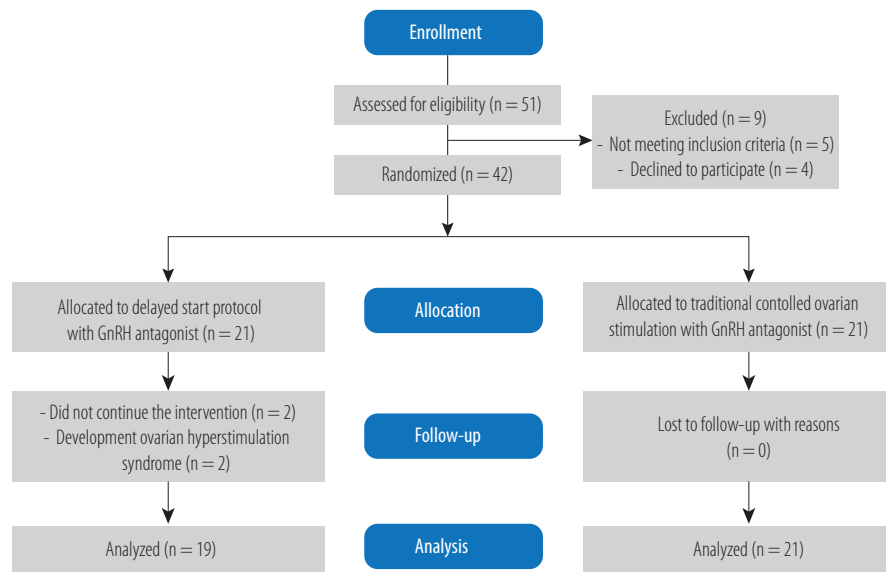 Enrollment
Assessed for eligibility (n = 51)
Excluded (n = 9)
- Not meeting inclusion criteria (n = 5)
- Declined to participate (n = 4)
Randomized (n = 42)
Allocated to delayed start protocol
with GnRH antagonist (n = 21)
Allocation
Allocated to traditional contolled ovarian
stimulation with GnRH antagonist (n = 21)
- Did not continue the intervention (n = 2)
- Development ovarian hyperstimulation
syndrome (n = 2)
Follow-up
Lost to follow-up with reasons
(n = 0)
Analyzed (n = 19)
Analysis
Analyzed (n = 21)